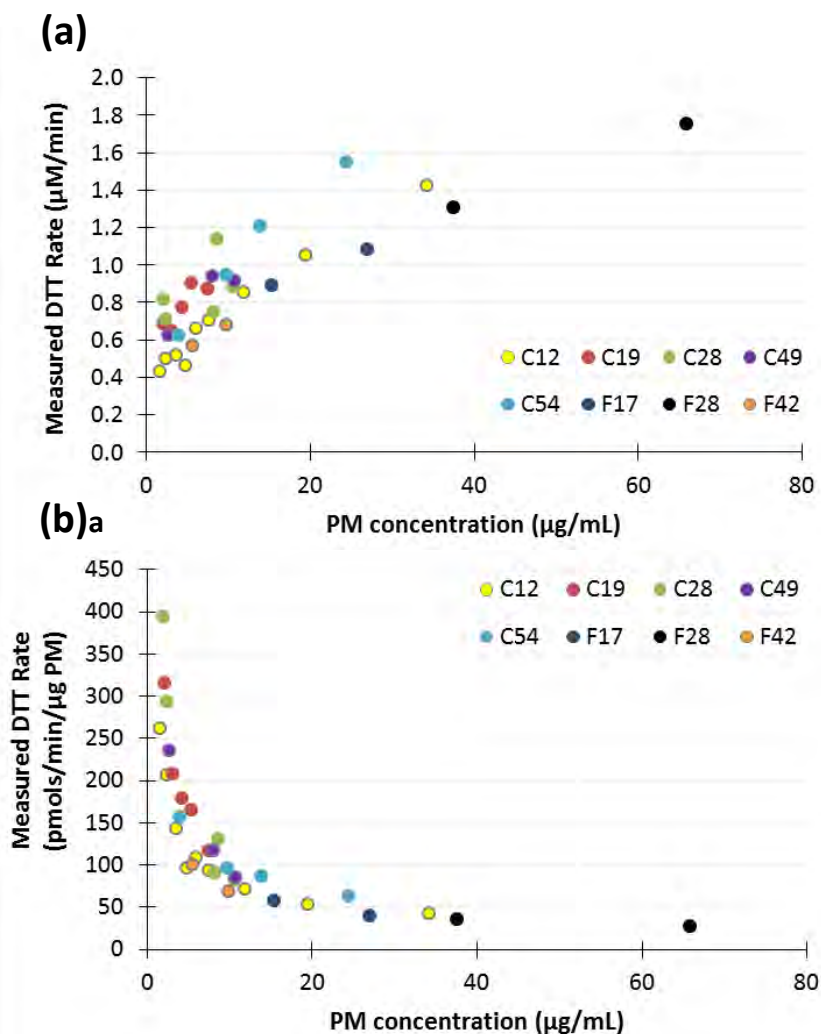 (a)
Measured DTT Rate (µM/min)
2.0
1.8
1.6
1.4
1.2
1.0
0.8
0.6
0.4
0.2
0.0
C12 C19 C28 C49
C54 F17 F28 F42
0 20 40 60 80
PM concentration (µg/mL)
(b)a
Measured DTT Rate
(pmols/min/µg PM)
450
400
350
300
250
200
150
100
50
0
C12 C19 C28 C49
C54 F17 F28 F42
0 20 40 60 80
PM concentration (µg/mL)